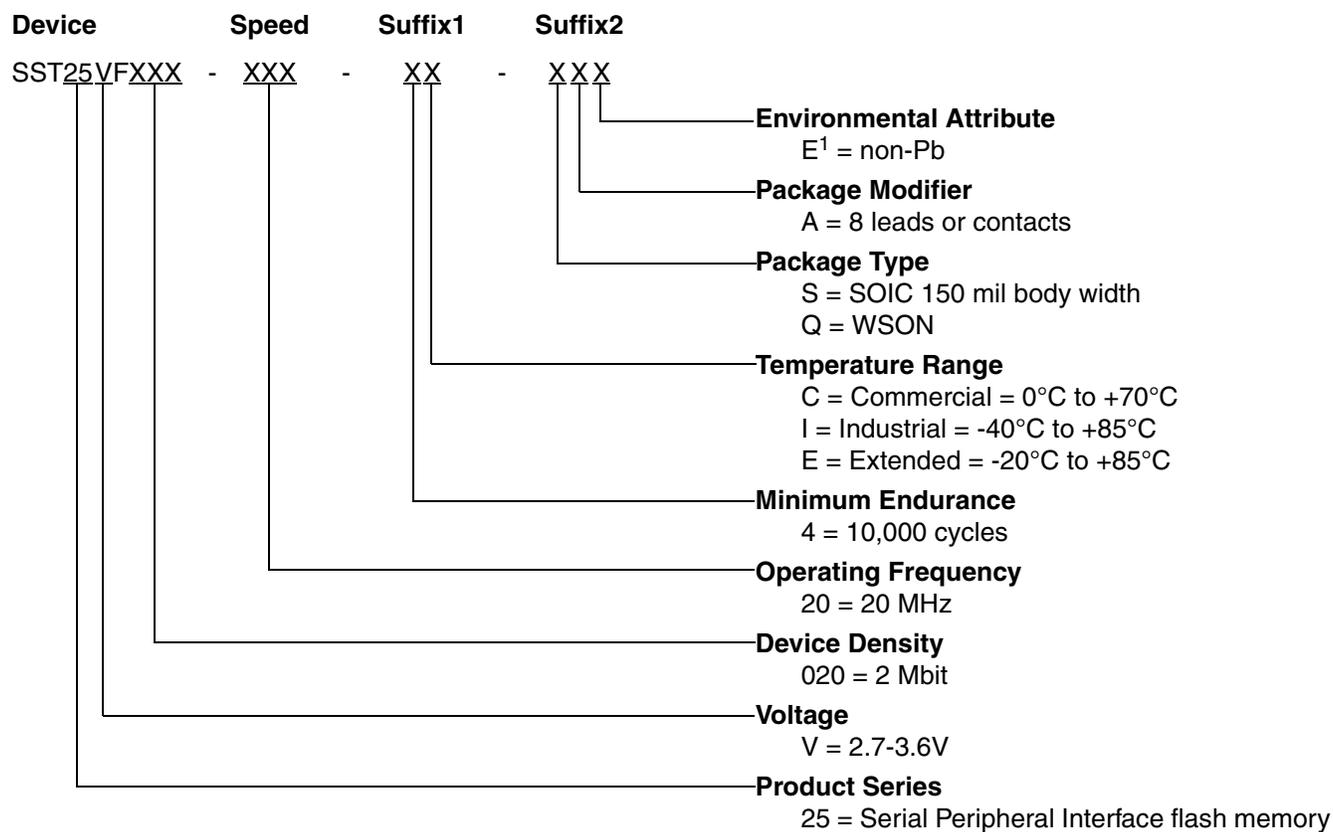 Device Speed Suffix1 Suffix2
SST25VFXXX - XXX - XX - XXX
Environmental Attribute
E¹ = non-Pb
Package Modifier
A = 8 leads or contacts
Package Type
S = SOIC 150 mil body width
Q = WSON
Temperature Range
C = Commercial = 0°C to +70°C
I = Industrial = -40°C to +85°C
E = Extended = -20°C to +85°C
Minimum Endurance
4 = 10,000 cycles
Operating Frequency
20 = 20 MHz
Device Density
020 = 2 Mbit
Voltage
V = 2.7-3.6V
Product Series
25 = Serial Peripheral Interface flash memory